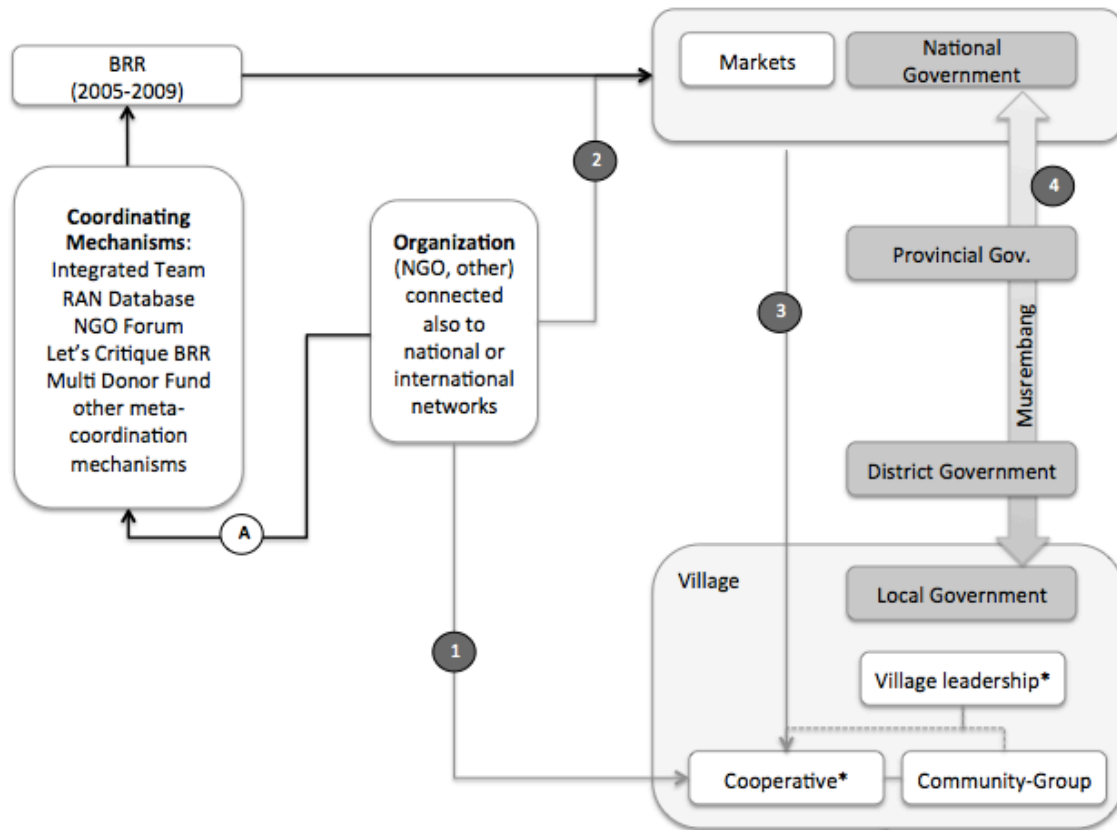 BRR
(2005-2009)
Markets
National
Government
2
4
Coordinating
Mechanisms:
Integrated Team
RAN Database
NGO Forum
Let's Critique BRR
Multi Donor Fund
other meta-
coordination
mechanisms
Organization
(NGO, other)
connected
also to
national or
international
networks
Provincial Gov.
3
Musrembang
District Government
A
Village
Local Government
1
Village leadership*
Cooperative*
Community-Group